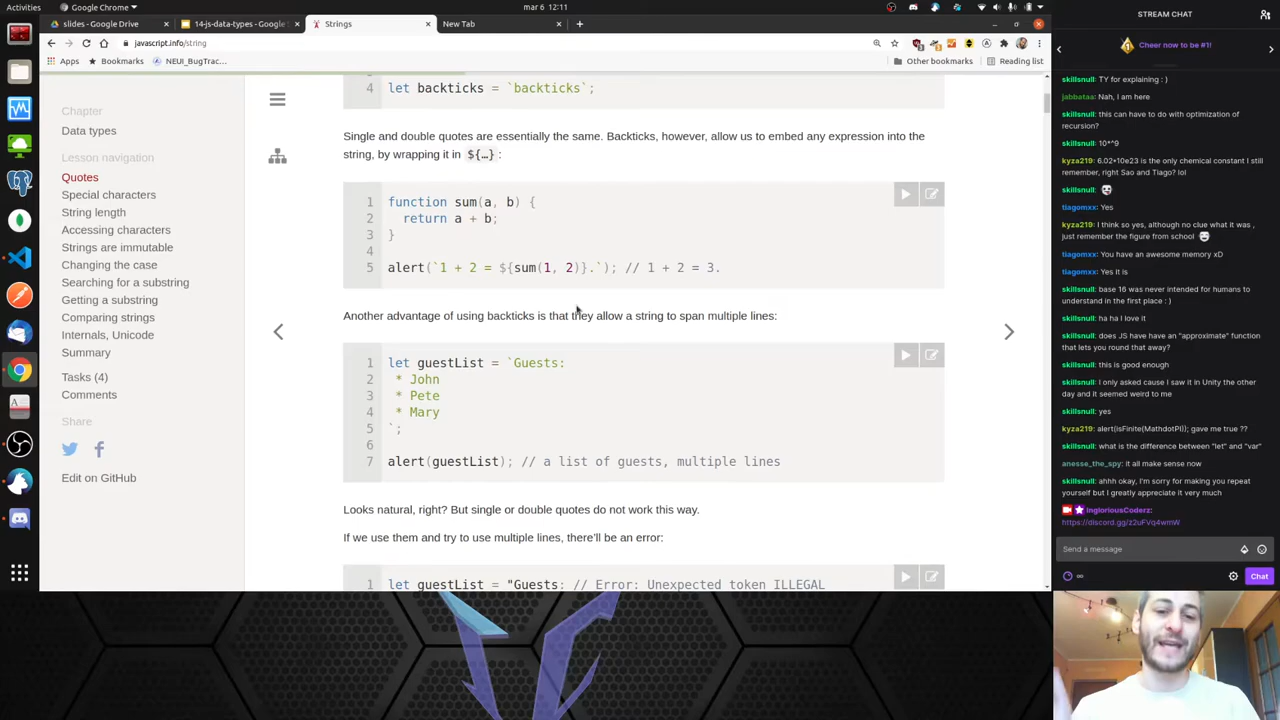 Activities
Google Chrome
mar 6 12:11
slides - Google Drive
14-js-data-types - Google S
Strings
New Tab
javascript.info/string
Apps
Bookmarks
NEUI_BugTrac...
Other bookmarks
Reading list
Chapter
Data types
Lesson navigation
Quotes
Special characters
String length
Accessing characters
Strings are immutable
Changing the case
Searching for a substring
Getting a substring
Comparing strings
Internals, Unicode
Summary
Tasks (4)
Comments
Share
Edit on GitHub
4 let backticks = `backticks`;
Single and double quotes are essentially the same. Backticks, however, allow us to embed any expression into the
string, by wrapping it in ${…}:
1 function sum(a, b) {
2 return a + b;
3 }
4
5 alert(`1 + 2 = ${sum(1, 2)}.`); // 1 + 2 = 3.
Another advantage of using backticks is that they allow a string to span multiple lines:
1 let guestList = `Guests:
2 * John
3 * Pete
4 * Mary
5 `;
6
7 alert(guestList); // a list of guests, multiple lines
Looks natural, right? But single or double quotes do not work this way.
If we use them and try to use multiple lines, there'll be an error:
1 let guestList = "Guests: // Error: Unexpected token ILLEGAL
STREAM CHAT
Cheer now to be #1!
skillsnull: TY for explaining : )
jabbataa: Nah, I am here
skillsnull: this can have to do with optimization of
recursion?
skillsnull: 10**9
kyza219: 6.02*10e23 is the only chemical constant I still
remember, right Sao and Tiago? lol
skillsnull:
tiagomxx: Yes
kyza219: I think so yes, although no clue what it was ,
just remember the figure from school
tiagomxx: You have an awesome memory xD
tiagomxx: Yes it is
skillsnull: base 16 was never intended for humans to
understand in the first place : )
skillsnull: ha ha I love it
skillsnull: does JS have have an "approximate" function
that lets you round that away?
skillsnull: this is good enough
skillsnull: I only asked cause I saw it in Unity the other
day and it seemed weird to me
skillsnull: yes
kyza219: alert(isFinite(MathdotPI)); gave me true ??
skillsnull: what is the difference between "let" and "var"
anesse_the_spy: it all make sense now
skillsnull: ahhh okay, I'm sorry for making you repeat
yourself but I greatly appreciate it very much
IngloriousCoderz:
https://discord.gg/z2uFVq4wmW
Send a message
Chat